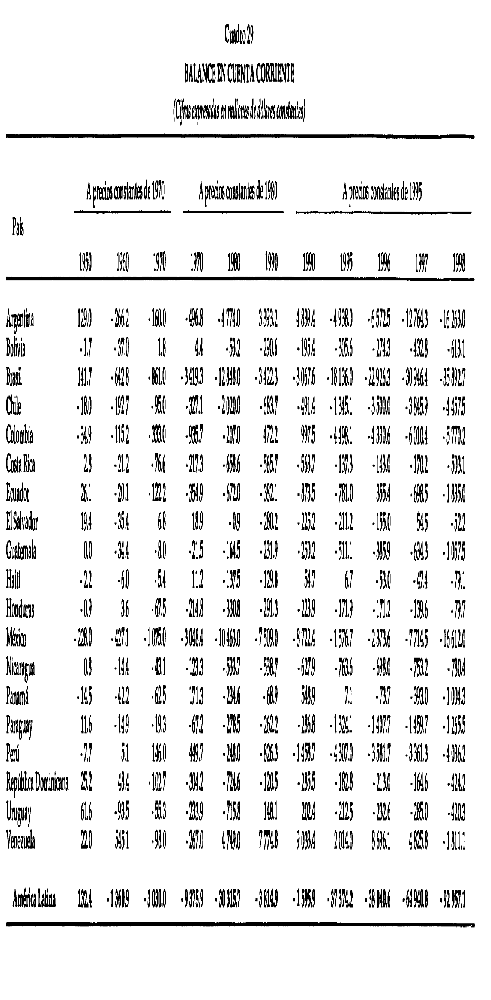 Cuadro 29
BALANCE EN CUENTA CORRIENTE
(Cifras expresadas en millones de dólares constantes)
A precios constantes de 1970 A precios constantes de 1980 A precios constantes de 1995
País
1950 1960 1970 1970 1980 1990 1990 1995 1996 1997 1998
Argentina 129.0 - 266.2 - 160.0 - 496.8 - 4 774.0 3 393.2 4 839.4 - 4 938.0 - 6 572.5 - 12 764.3 - 16 263.0
Bolivia - 1.7 - 37.0 1.8 4.4 - 53.2 - 290.6 - 195.4 - 305.6 - 274.3 - 432.8 - 613.1
Brasil 141.7 - 642.8 - 861.0 - 3 419.3 - 12 848.0 - 3 422.3 - 3 067.6 - 18 136.0 - 22 926.3 - 30 946.4 - 35 892.7
Chile - 18.0 - 192.7 - 95.0 - 327.1 - 2 020.0 - 683.7 - 491.4 - 1 345.1 - 3 500.0 - 3 845.9 - 4 457.5
Colombia - 34.9 - 115.2 - 333.0 - 935.7 - 207.0 472.2 997.5 - 4 498.1 - 4 330.6 - 6 010.4 - 5 770.2
Costa Rica 2.8 - 21.2 - 76.6 - 217.3 - 658.6 - 565.7 - 563.7 - 137.3 - 143.0 - 170.2 - 503.1
Ecuador 26.1 - 20.1 - 122.2 - 354.9 - 672.0 - 382.1 - 873.5 - 781.0 355.4 - 698.5 - 1 835.0
El Salvador 19.4 - 35.4 6.8 18.9 - 0.9 - 280.2 - 225.2 - 211.2 - 155.0 54.5 - 52.2
Guatemala 0.0 - 34.4 - 8.0 - 21.5 - 164.5 - 231.9 - 250.2 - 511.1 - 385.9 - 634.3 - 1 057.5
Haití - 2.2 - 6.0 - 5.4 11.2 - 137.5 - 129.8 54.7 6.7 - 53.0 - 47.4 - 79.1
Honduras - 0.9 3.6 - 67.5 - 214.8 - 330.8 - 291.3 - 223.9 - 171.9 - 171.2 - 139.6 - 79.7
México - 228.0 - 427.1 - 1 075.0 - 3 048.4 - 10 463.0 - 7 509.0 - 8 722.4 - 1 576.7 - 2 373.6 - 7 714.5 - 16 612.0
Nicaragua 0.8 - 14.4 - 43.1 - 123.3 - 533.7 - 538.7 - 627.9 - 763.6 - 698.0 - 753.2 - 780.4
Panamá - 14.5 - 42.2 - 62.5 171.3 - 234.6 - 68.9 548.9 7.1 - 73.7 - 393.0 - 1 004.3
Paraguay 11.6 - 14.9 - 19.3 - 67.2 - 278.5 - 262.2 - 286.8 - 1 324.1 - 1 407.7 - 1 459.7 - 1 265.5
Perú - 7.7 5.1 146.0 449.7 - 248.0 - 826.3 - 1 458.7 - 4 307.0 - 3 581.7 - 3 361.3 - 4 036.2
República Dominicana 25.2 48.4 - 102.7 - 304.2 - 724.6 - 120.5 - 285.5 - 182.8 - 213.0 - 164.6 - 424.2
Uruguay 61.6 - 93.5 - 55.3 - 233.9 - 715.8 148.1 202.4 - 212.5 - 232.6 - 285.0 - 420.3
Venezuela 22.0 545.1 - 98.0 - 267.0 4 749.0 7 774.8 9 033.4 2 014.0 8 696.1 4 825.8 - 1 811.1
América Latina 132.4 - 1 360.9 - 3 030.0 - 9 375.9 - 30 315.7 - 3 814.9 - 1 595.9 - 37 374.2 - 38 040.6 - 64 940.8 - 92 957.1